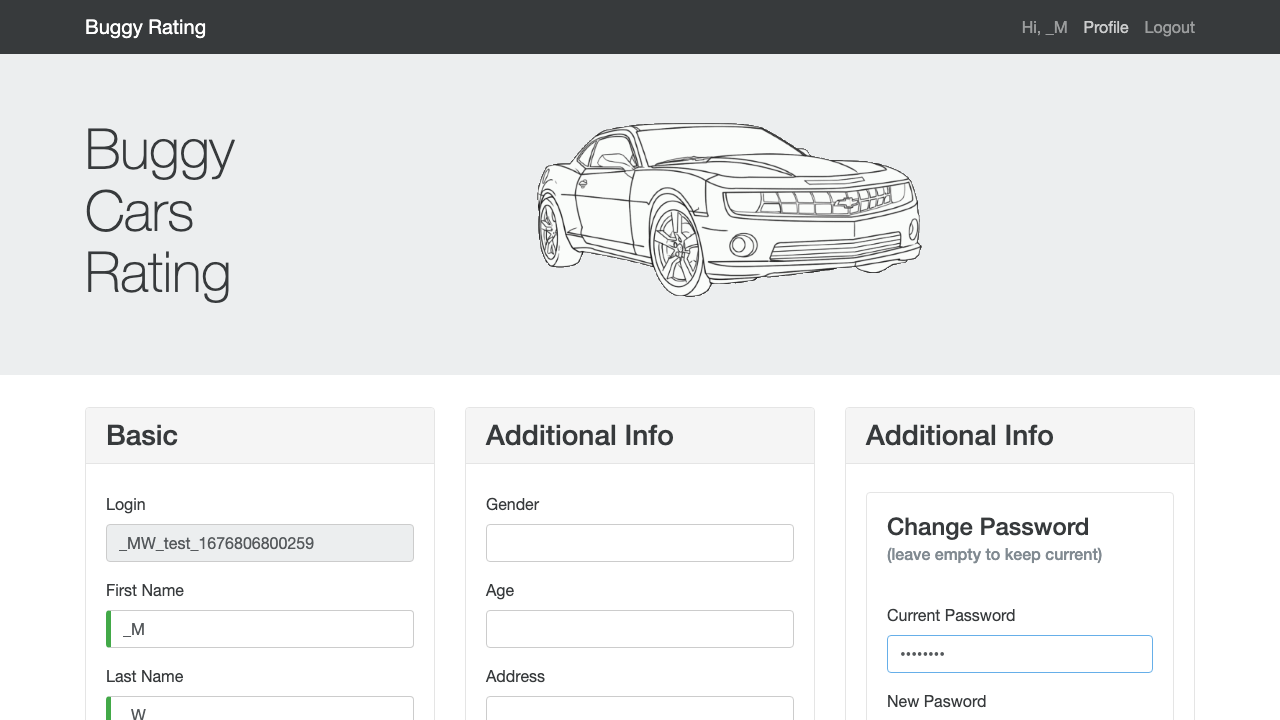 Buggy Rating
Hi, _M Profile Logout
Buggy
Cars
Rating
Basic
Login
_MW_test_1676806800259
First Name
_M
Last Name
_W
Additional Info
Gender
Age
Address
Additional Info
Change Password
(leave empty to keep current)
Current Password
••••••••
New Pasword